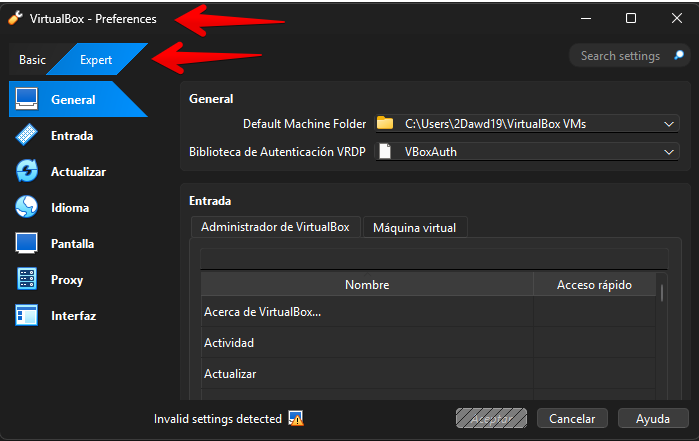 VirtualBox - Preferences
Basic
Expert
Search settings
General
Entrada
Actualizar
Idioma
Pantalla
Proxy
Interfaz
General
Default Machine Folder
C:\Users\2Dawd19\VirtualBox VMs
Biblioteca de Autenticación VRDP
VBoxAuth
Entrada
Administrador de VirtualBox
Máquina virtual
Nombre
Acceso rápido
Acerca de VirtualBox...
Actividad
Actualizar
Invalid settings detected
Aceptar
Cancelar
Ayuda